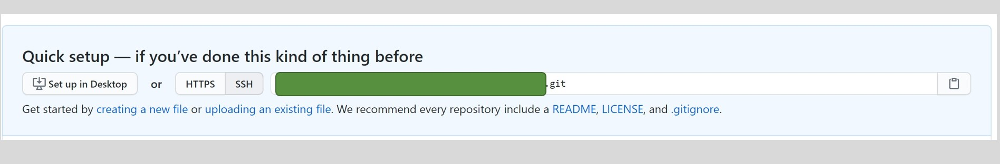 Quick setup — if you’ve done this kind of thing before
Set up in Desktop or HTTPS SSH .git
Get started by creating a new file or uploading an existing file. We recommend every repository include a README, LICENSE, and .gitignore.